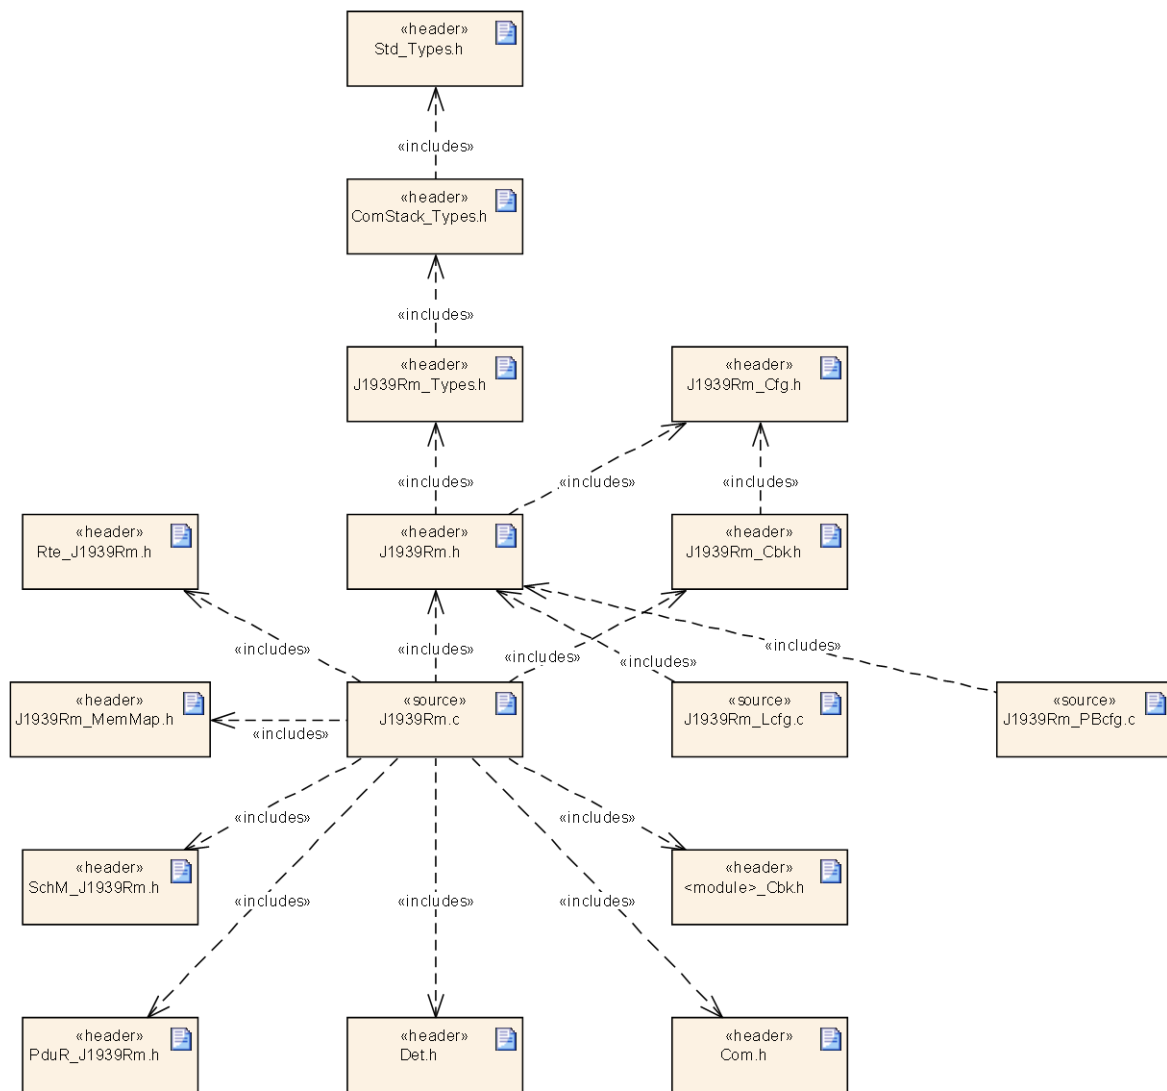 «header»
Std_Types.h
«includes»
«header»
ComStack_Types.h
«includes»
«header»
J1939Rm_Types.h
«header»
J1939Rm_Cfg.h
«includes»
«includes»
«includes»
«header»
Rte_J1939Rm.h
«header»
J1939Rm.h
«header»
J1939Rm_Cbk.h
«includes»
«includes»
«includes»
«includes»
«includes»
«header»
J1939Rm_MemMap.h
«includes»
«source»
J1939Rm.c
«source»
J1939Rm_Lcfg.c
«source»
J1939Rm_PBcfg.c
«includes»
«includes»
«header»
SchM_J1939Rm.h
«includes»
«includes»
«includes»
«header»
<module>_Cbk.h
«header»
PduR_J1939Rm.h
«header»
Det.h
«header»
Com.h